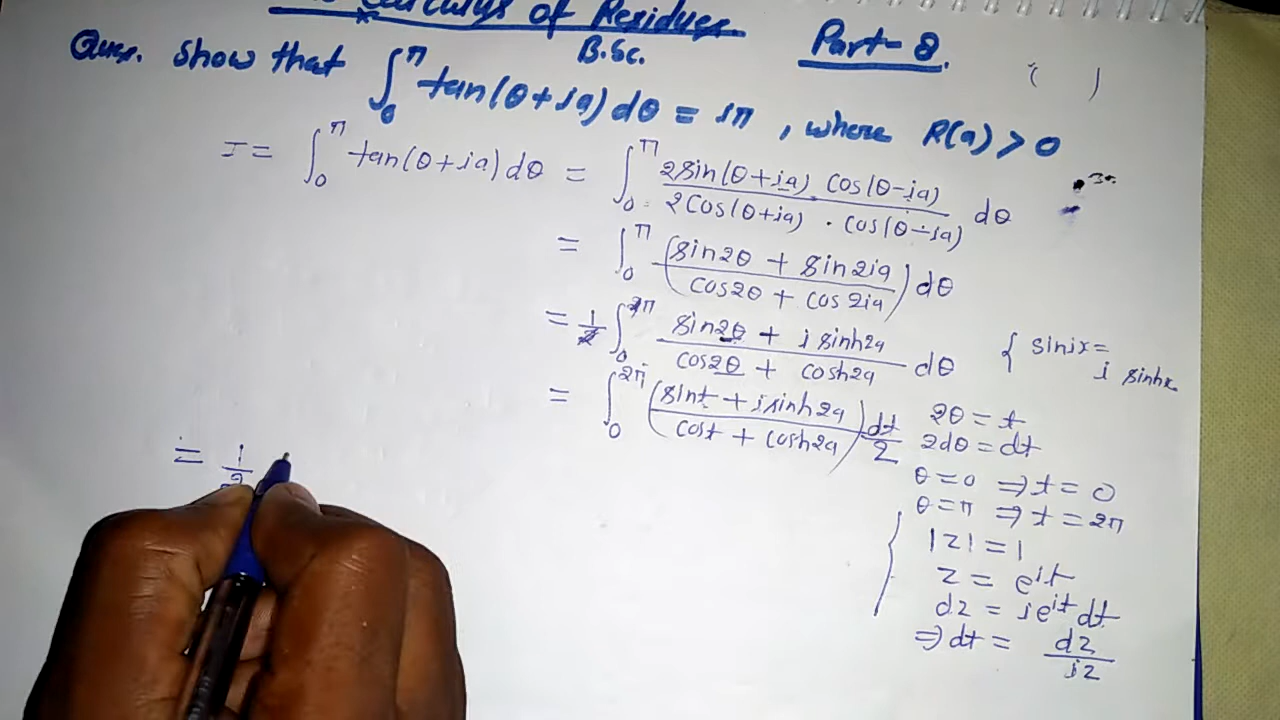 Calculus of Residues. Part-8.
B.Sc.
Ques. Show that ∫₀^π tan(θ+ia)dθ = iπ, where R(a) > 0
( )
I = ∫₀^π tan(θ+ia)dθ = ∫₀^π 2sin(θ+ia).cos(θ-ia) / 2cos(θ+ia).cos(θ-ia) dθ
= ∫₀^π (sin2θ + sin2ia / cos2θ + cos2ia) dθ
= 1/2 ∫₀^2π sin2θ + i sinh2a / cos2θ + cosh2a dθ { sinix = i sinhx
= ∫₀^2π (sint + isinh2a / cost + cosh2a) dt/2
2θ = t
2dθ = dt
θ = 0 ⇒ t = 0
θ = π ⇒ t = 2π
|z| = 1
z = e^it
dz = ie^it dt
⇒ dt = dz/iz
= 1/2